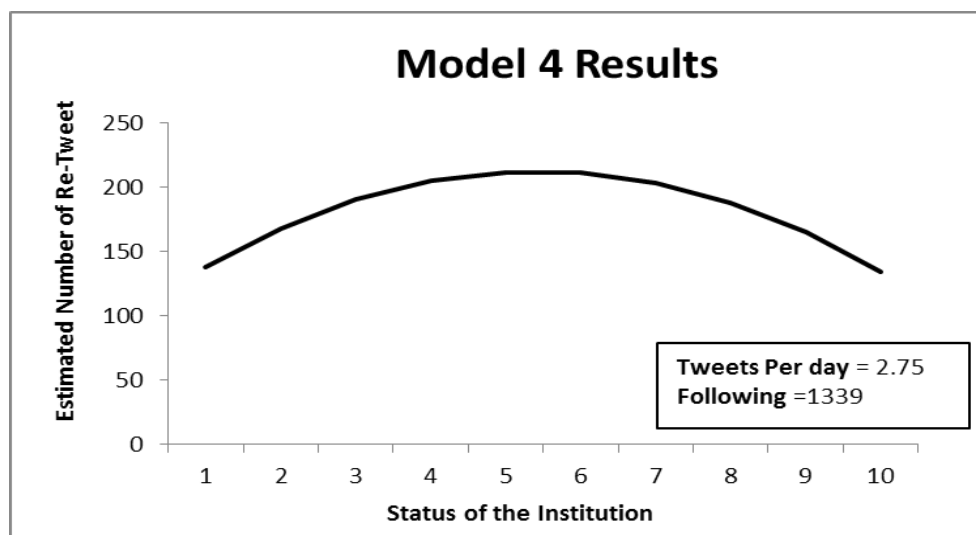 Model 4 Results
Estimated Number of Re-Tweet
250
200
150
100
50
0
Tweets Per day = 2.75
Following =1339
1 2 3 4 5 6 7 8 9 10
Status of the Institution